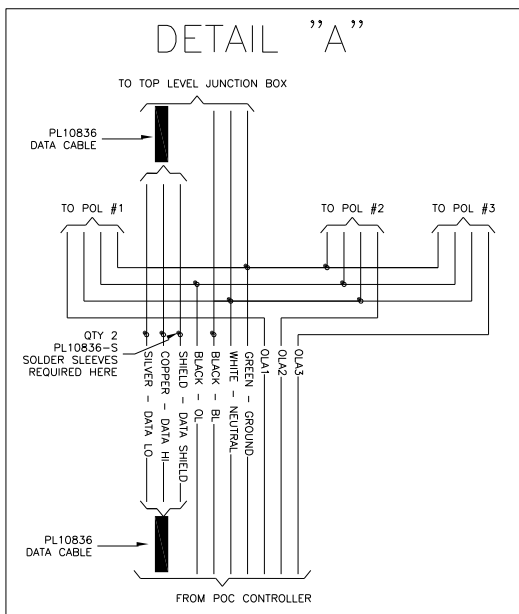 DETAIL "A"
TO TOP LEVEL JUNCTION BOX
PL10836
DATA CABLE
TO POL #1
TO POL #2
TO POL #3
QTY 2
PL10836-S
SOLDER SLEEVES
REQUIRED HERE
SILVER - DATA LO
COPPER - DATA HI
SHIELD - DATA SHIELD
BLACK - OL
BLACK - BL
WHITE - NEUTRAL
GREEN - GROUND
OLA1
OLA2
OLA3
PL10836
DATA CABLE
FROM POC CONTROLLER